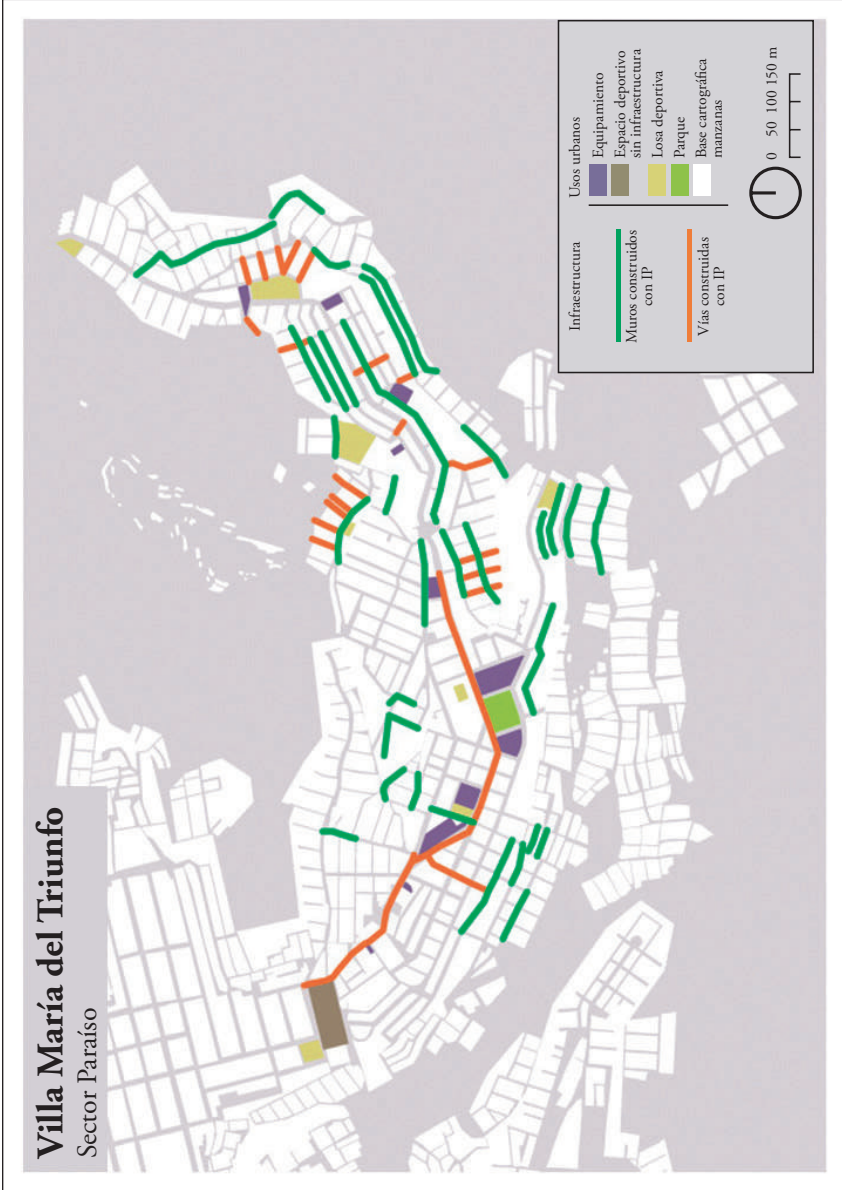 Villa María del Triunfo
Sector Paraíso
Infraestructura
Muros construidos
con IP
Vías construidas
con IP
Usos urbanos
Equipamiento
Espacio deportivo
sin infraestructura
Losa deportiva
Parque
Base cartográfica
manzanas
0 50 100 150 m